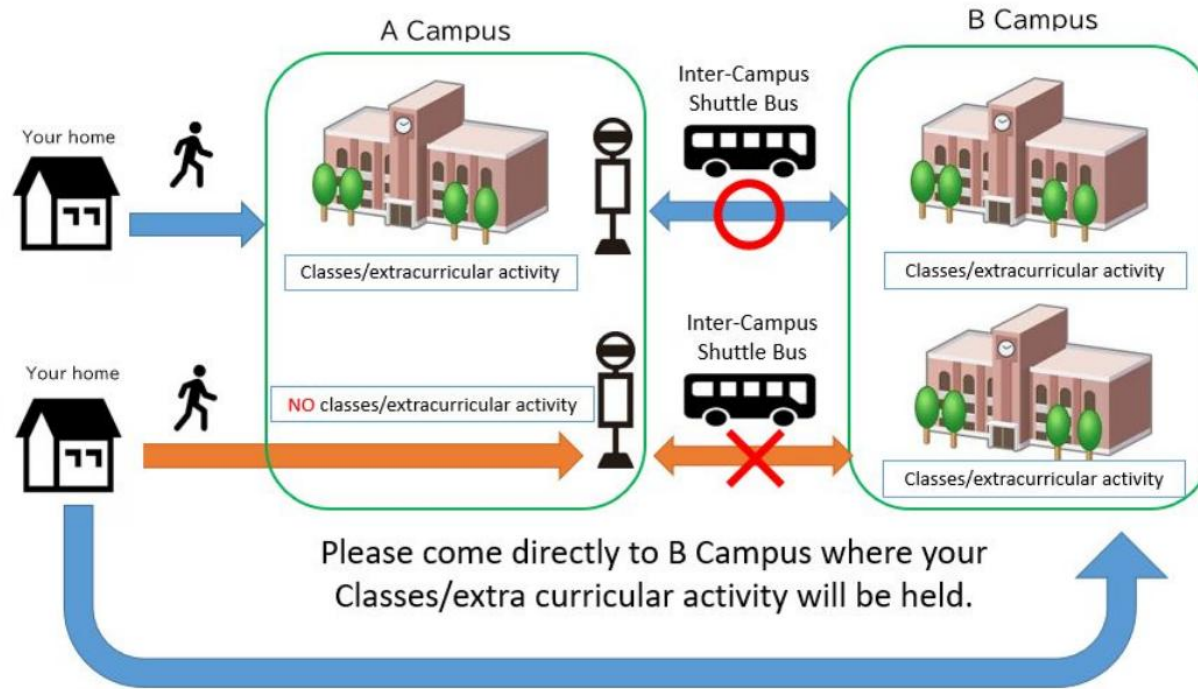 A Campus
B Campus
Inter-Campus
Shuttle Bus
Your home
Classes/extracurricular activity
Classes/extracurricular activity
Inter-Campus
Shuttle Bus
Your home
NO classes/extracurricular activity
Classes/extracurricular activity
Please come directly to B Campus where your
Classes/extra curricular activity will be held.